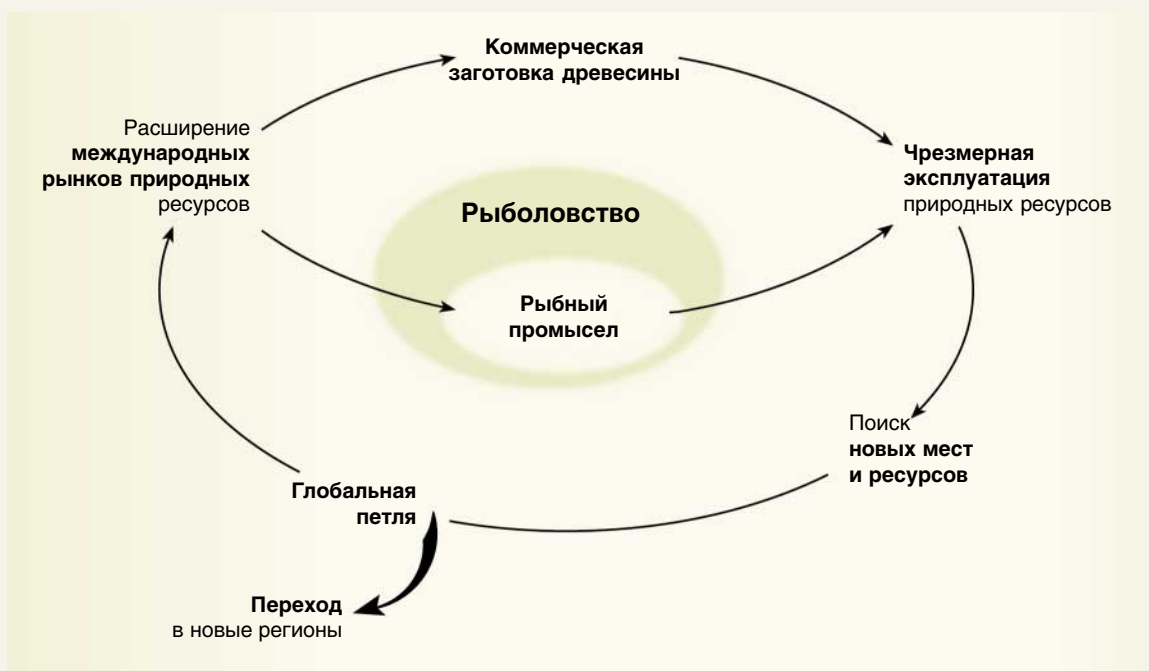 Коммерческая
заготовка древесины
Расширение
международных
рынков природных
ресурсов
Чрезмерная
эксплуатация
природных ресурсов
Рыболовство
Рыбный
промысел
Поиск
новых мест
и ресурсов
Глобальная
петля
Переход
в новые регионы